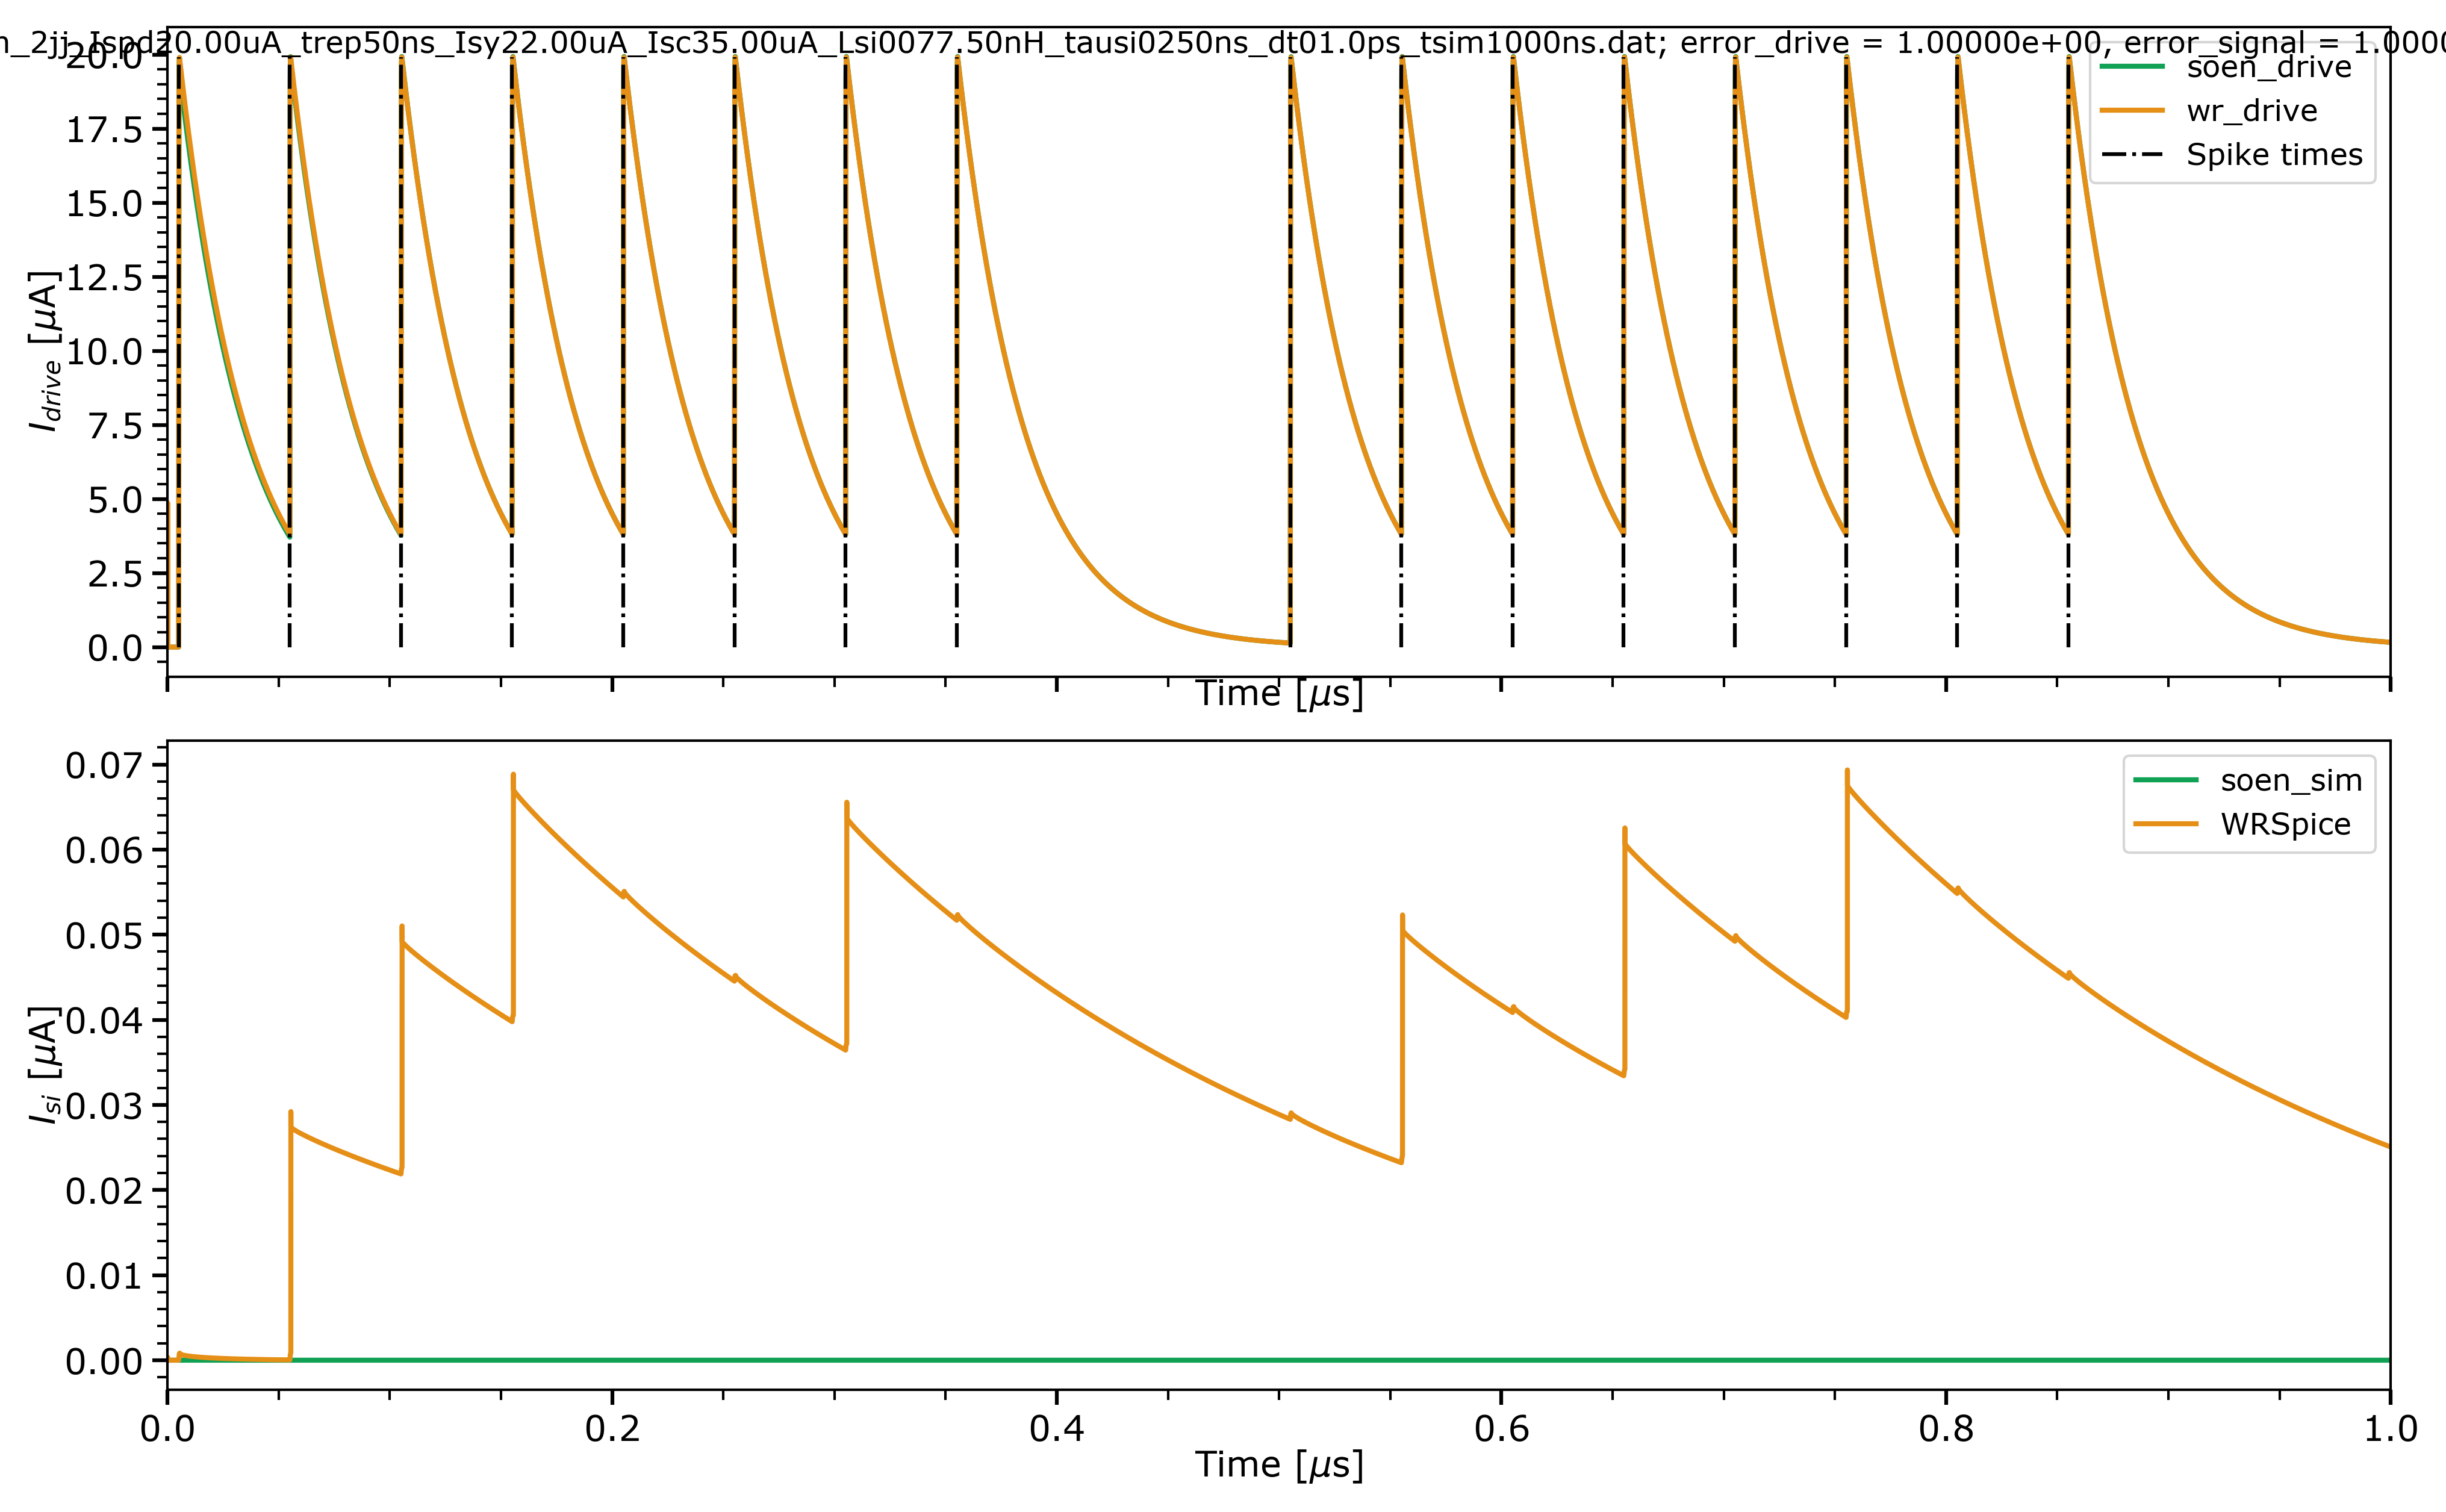 n_2jj_Ispd20.00uA_trep50ns_Isy22.00uA_Isc35.00uA_Lsi0077.50nH_tausi0250ns_dt01.0ps_tsim1000ns.dat; error_drive = 1.00000e+00, error_signal = 1.0000
soen_drive
wr_drive
Spike times
20.0
17.5
15.0
12.5
10.0
7.5
5.0
2.5
0.0
I_drive [μA]
Time [μs]
soen_sim
WRSpice
0.07
0.06
0.05
0.04
0.03
0.02
0.01
0.00
I_si [μA]
0.0 0.2 0.4 0.6 0.8 1.0
Time [μs]